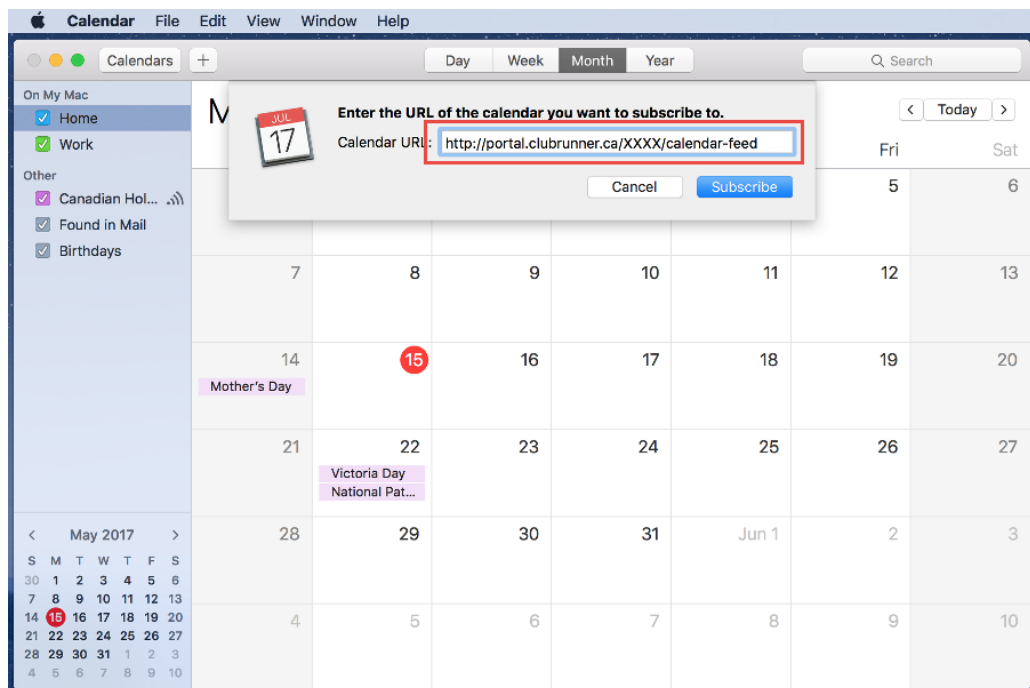 Calendar File Edit View Window Help
Calendars + Day Week Month Year Search
On My Mac
Home
Work
Other
Canadian Hol...
Found in Mail
Birthdays
M
JUL
17
Enter the URL of the calendar you want to subscribe to.
Calendar URL: http://portal.clubrunner.ca/XXXX/calendar-feed
Cancel Subscribe
< Today >
Fri Sat
5 6
7 8 9 10 11 12 13
14 15 16 17 18 19 20
Mother's Day
21 22 23 24 25 26 27
Victoria Day
National Pat...
28 29 30 31 Jun 1 2 3
4 5 6 7 8 9 10
< May 2017 >
S M T W T F S
30 1 2 3 4 5 6
7 8 9 10 11 12 13
14 15 16 17 18 19 20
21 22 23 24 25 26 27
28 29 30 31 1 2 3
4 5 6 7 8 9 10